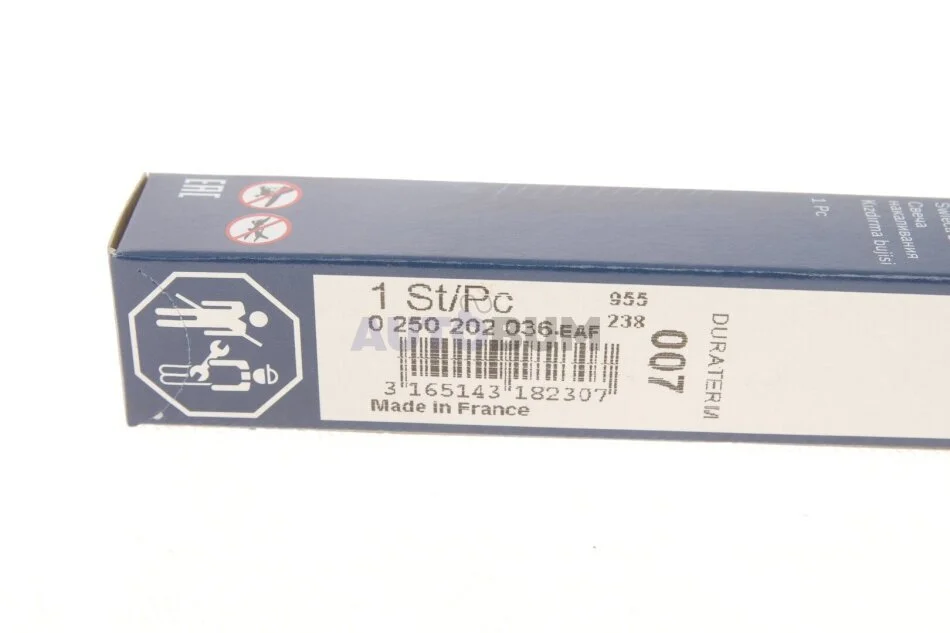 EAC
1 Pc
Свеча
накаливания
Kızdırma bujisi
1 St/Pc
955
0 250 202 036-EAF
238
007
DURATERM
AUTODUM
3 165143 182307
Made in France